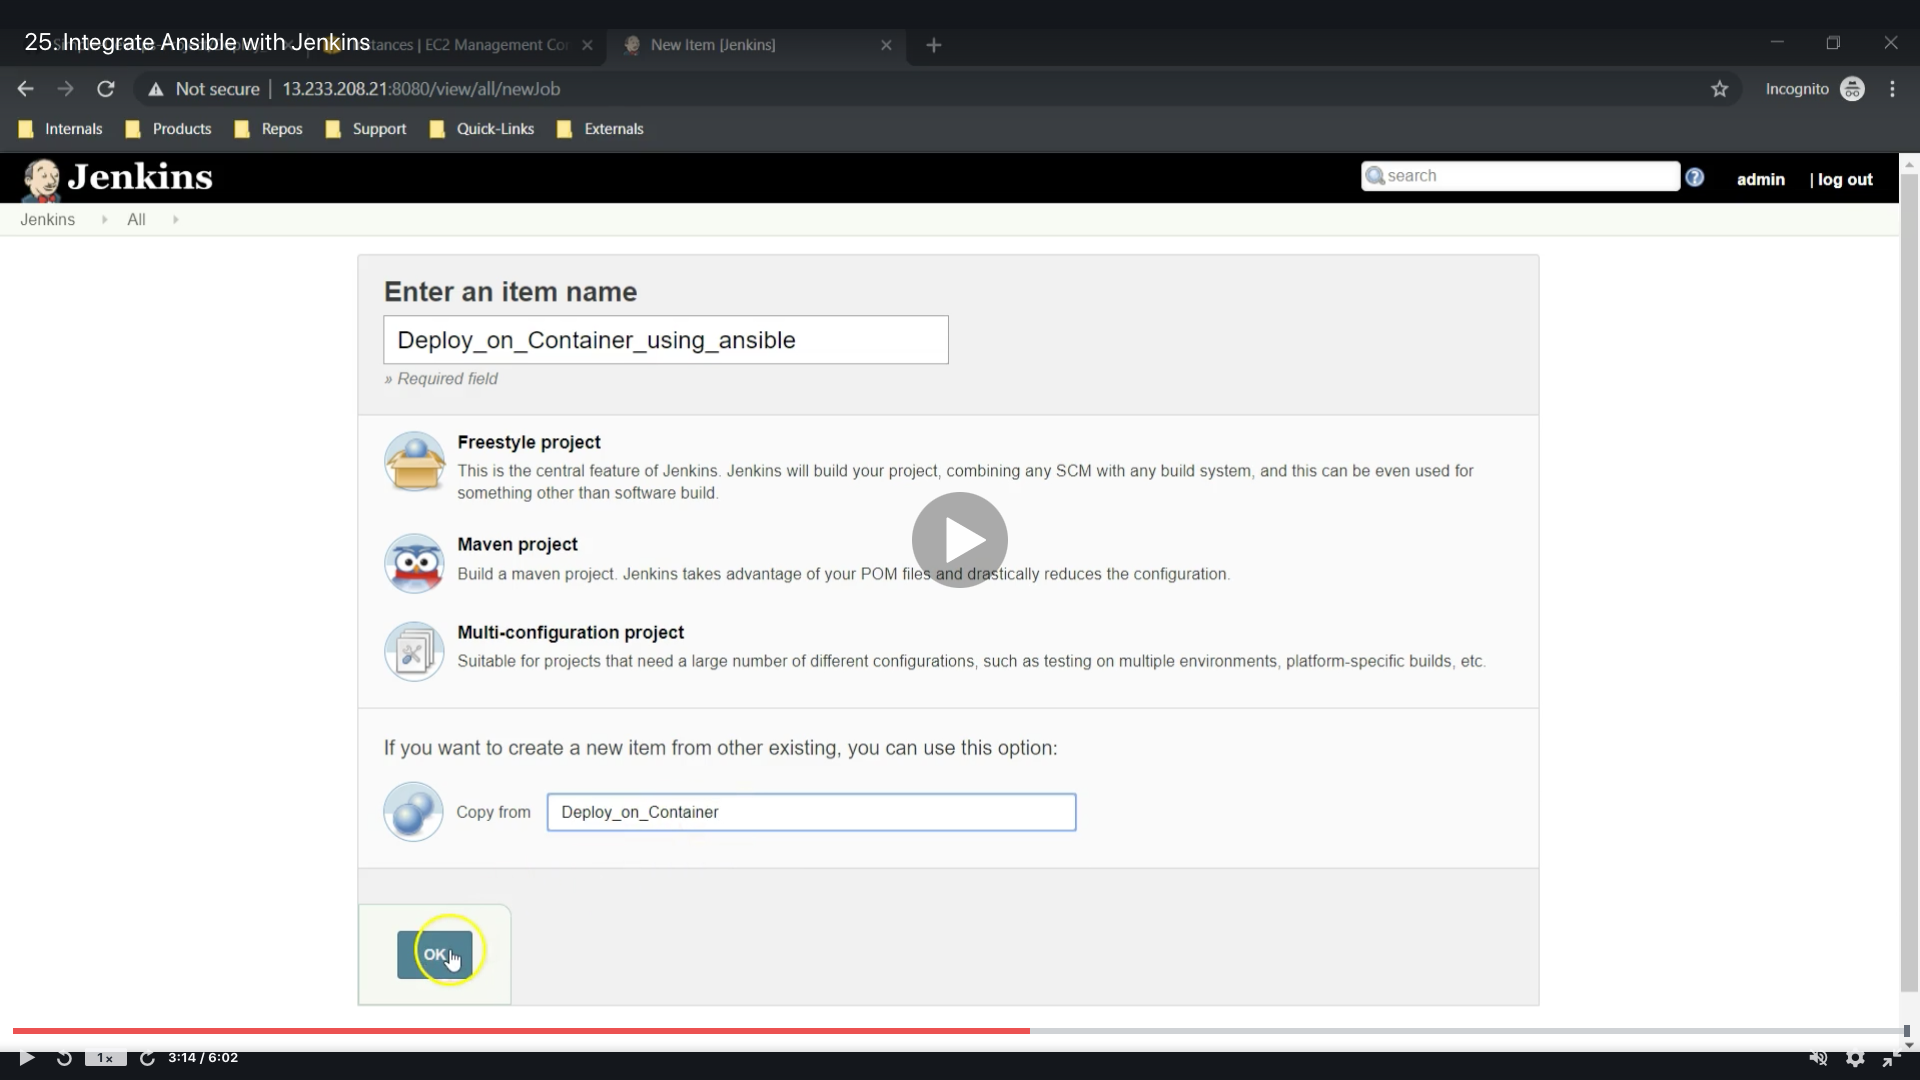 25. Integrate Ansible with Jenkins
Instances | EC2 Management Co
New Item [Jenkins]
Not secure | 13.233.208.21:8080/view/all/newJob
Incognito
Internals
Products
Repos
Support
Quick-Links
Externals
Jenkins
search
?
admin
| log out
Jenkins
All
Enter an item name
Deploy_on_Container_using_ansible
» Required field
Freestyle project
This is the central feature of Jenkins. Jenkins will build your project, combining any SCM with any build system, and this can be even used for
something other than software build.
Maven project
Build a maven project. Jenkins takes advantage of your POM files and drastically reduces the configuration.
Multi-configuration project
Suitable for projects that need a large number of different configurations, such as testing on multiple environments, platform-specific builds, etc.
If you want to create a new item from other existing, you can use this option:
Copy from
Deploy_on_Container
OK
1x
3:14 / 6:02